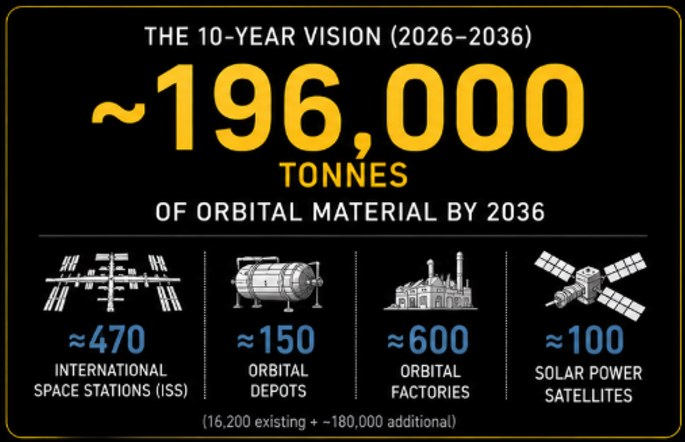 THE 10-YEAR VISION (2026–2036)
~196,000
TONNES
OF ORBITAL MATERIAL BY 2036
≈470
INTERNATIONAL
SPACE STATIONS (ISS)
≈150
ORBITAL
DEPOTS
≈600
ORBITAL
FACTORIES
≈100
SOLAR POWER
SATELLITES
(16,200 existing + ~180,000 additional)